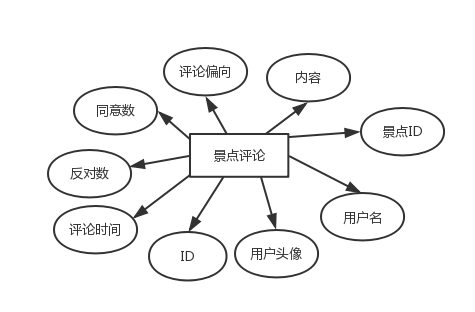 评论偏向
内容
同意数
景点ID
景点评论
反对数
用户名
评论时间
ID
用户头像